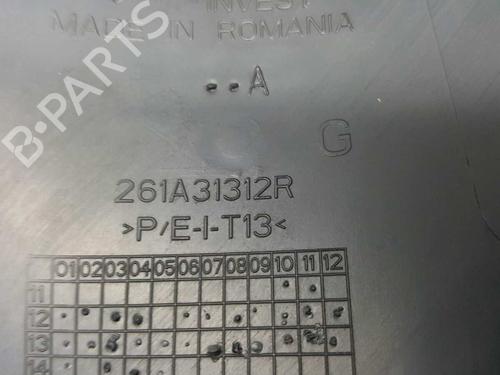 INVEST
MADE IN ROMANIA
A
G
261A31312R
>P/E-I-T13<
01 02 03 04 05 06 07 08 09 10 11 12
11
12
13
14
B-PARTS